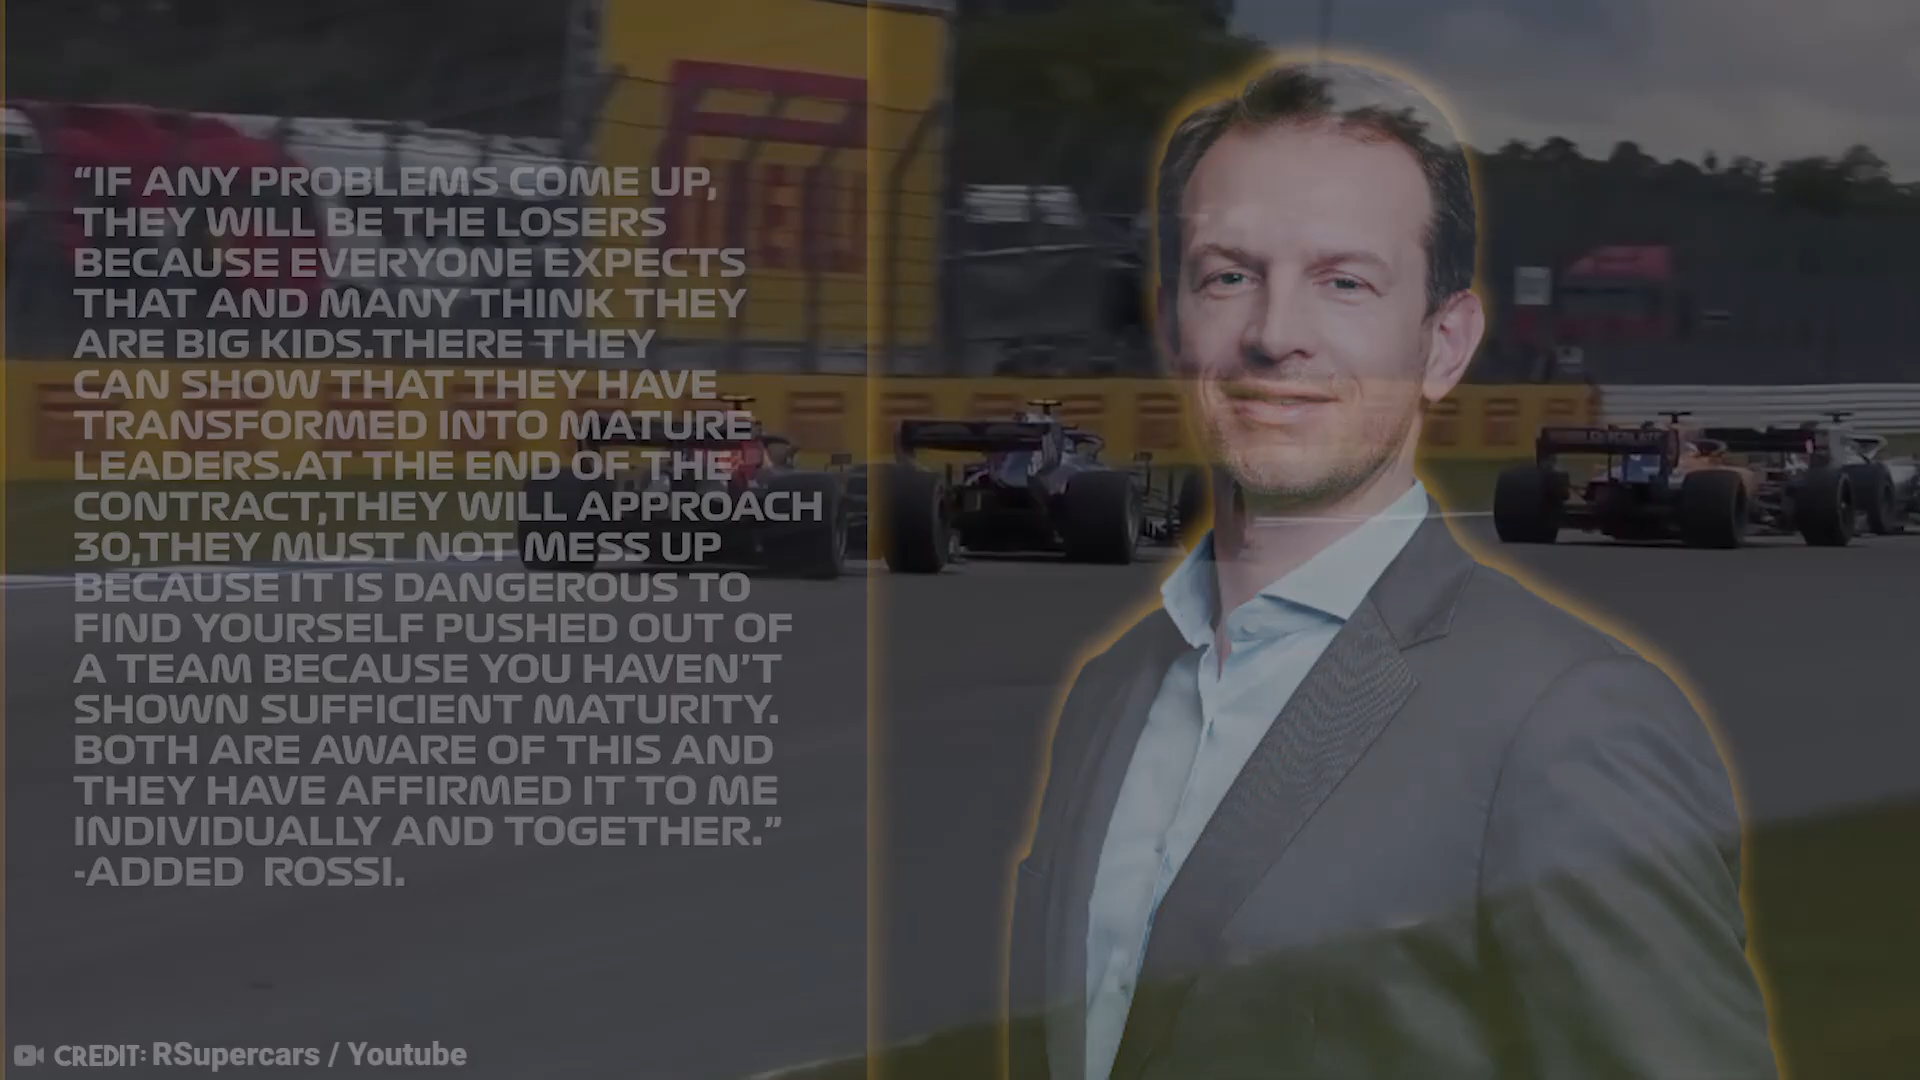 “IF ANY PROBLEMS COME UP,
THEY WILL BE THE LOSERS
BECAUSE EVERYONE EXPECTS
THAT AND MANY THINK THEY
ARE BIG KIDS.THERE THEY
CAN SHOW THAT THEY HAVE
TRANSFORMED INTO MATURE
LEADERS.AT THE END OF THE
CONTRACT,THEY WILL APPROACH
30,THEY MUST NOT MESS UP
BECAUSE IT IS DANGEROUS TO
FIND YOURSELF PUSHED OUT OF
A TEAM BECAUSE YOU HAVEN’T
SHOWN SUFFICIENT MATURITY.
BOTH ARE AWARE OF THIS AND
THEY HAVE AFFIRMED IT TO ME
INDIVIDUALLY AND TOGETHER.”
-ADDED ROSSI.
CREDIT: RSupercars / Youtube